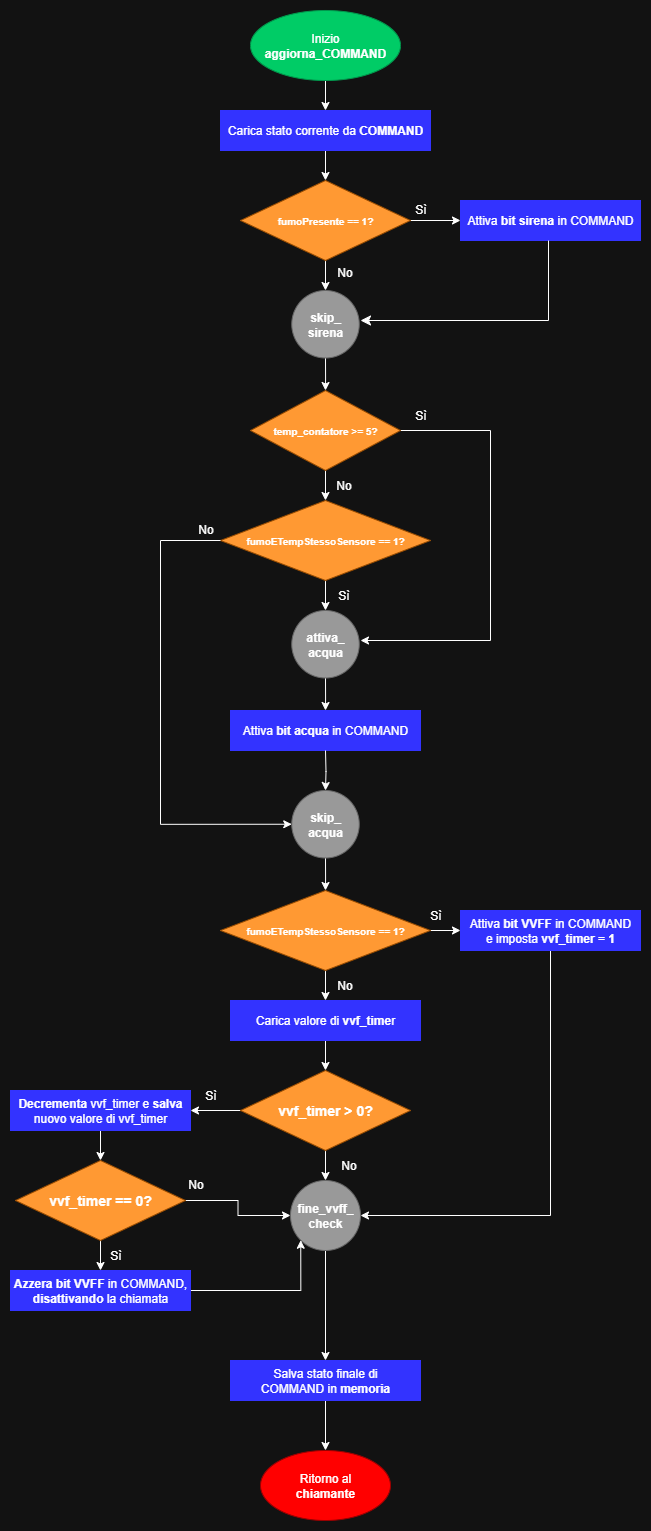 Inizio
aggiorna_COMMAND
Carica stato corrente da COMMAND
fumoPresente == 1?
Sì
Attiva bit sirena in COMMAND
No
skip_
sirena
temp_contatore >= 5?
Sì
No
fumoETempStessoSensore == 1?
No
Sì
attiva_
acqua
Attiva bit acqua in COMMAND
skip_
acqua
fumoETempStessoSensore == 1?
Sì
Attiva bit VVFF in COMMAND
e imposta vvf_timer = 1
No
Carica valore di vvf_timer
vvf_timer > 0?
Sì
Decrementa vvf_timer e salva
nuovo valore di vvf_timer
No
vvf_timer == 0?
No
fine_vvff_
check
Sì
Azzera bit VVFF in COMMAND,
disattivando la chiamata
Salva stato finale di
COMMAND in memoria
Ritorno al
chiamante